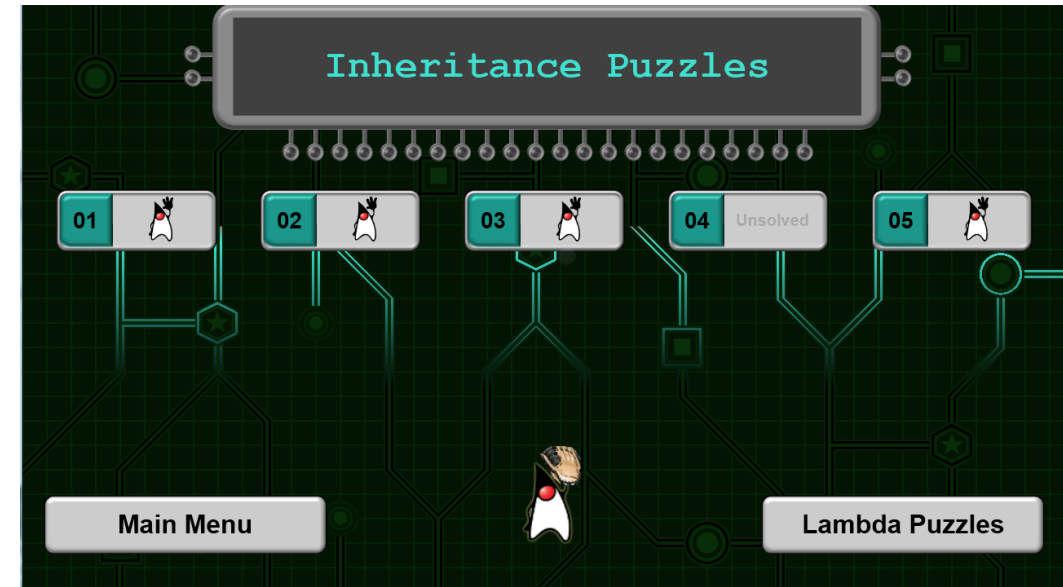 Inheritance Puzzles
01
02
03
04 Unsolved
05
Main Menu
Lambda Puzzles